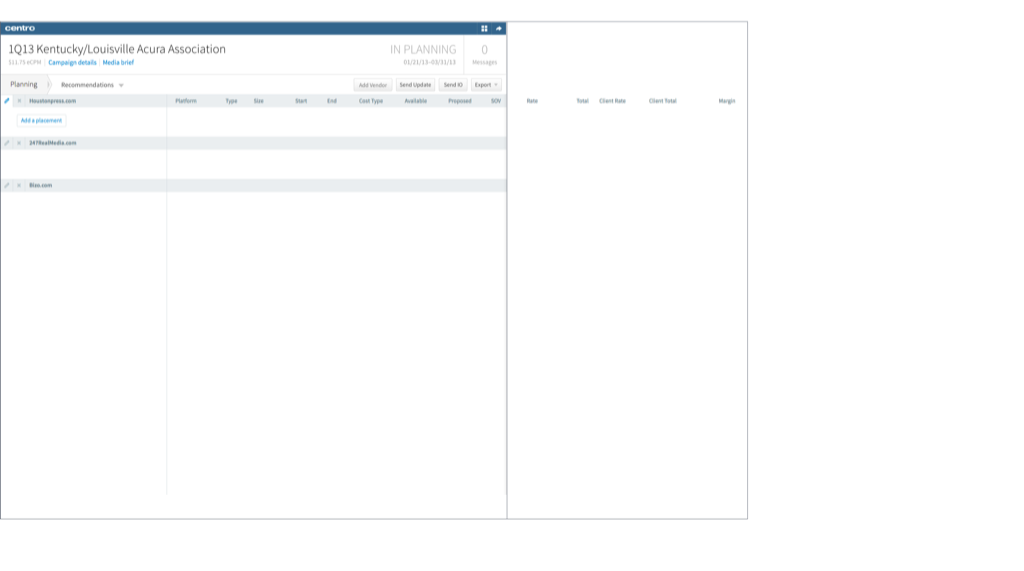 centro
1Q13 Kentucky/Louisville Acura Association
IN PLANNING
0
$11.75 eCPM | Campaign details | Media brief
01/21/13-03/31/13
Messages
Planning
Recommendations
Add Vendor
Send Update
Send IO
Export
× Houstonpress.com Platform Type Size Start End Cost Type Available Proposed SOV Rate Total Client Rate Client Total Margin
Add a placement
× 247RealMedia.com
× Bizo.com